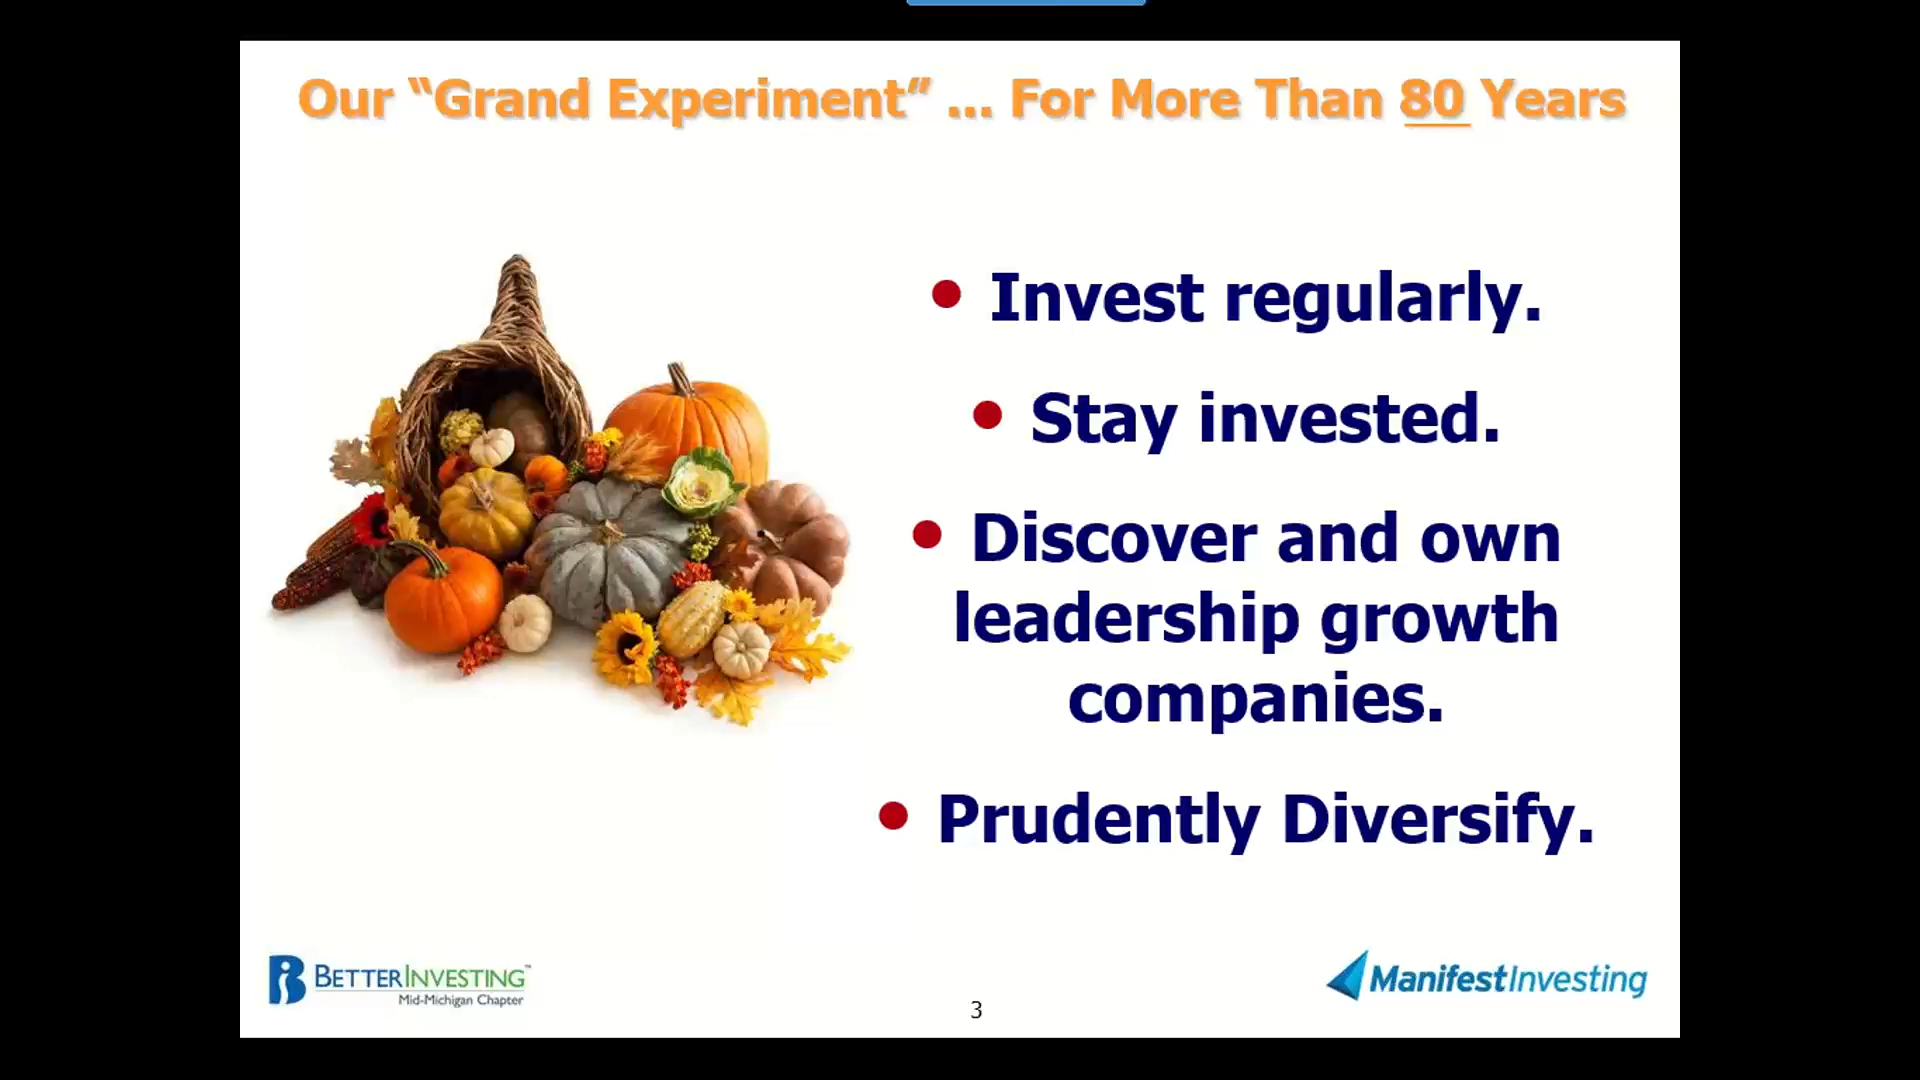 Our “Grand Experiment” ... For More Than 80 Years
• Invest regularly.
• Stay invested.
• Discover and own
leadership growth
companies.
• Prudently Diversify.
BETTERINVESTING™
Mid-Michigan Chapter
3
ManifestInvesting